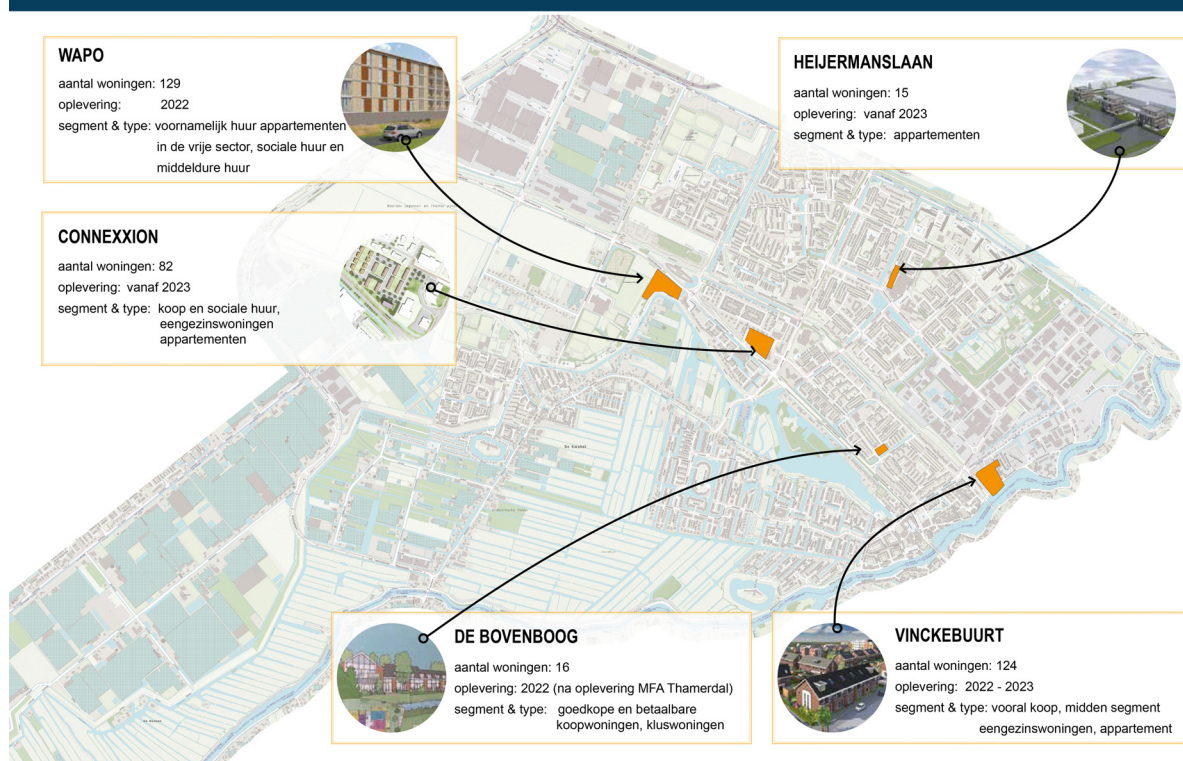 WAPO
aantal woningen: 129
oplevering: 2022
segment & type: voornamelijk huur appartementen
in de vrije sector, sociale huur en
middeldure huur
HEIJERMANSLAAN
aantal woningen: 15
oplevering: vanaf 2023
segment & type: appartementen
CONNEXXION
aantal woningen: 82
oplevering: vanaf 2023
segment & type: koop en sociale huur,
eengezinswoningen
appartementen
DE BOVENBOOG
aantal woningen: 16
oplevering: 2022 (na oplevering MFA Thamerdal)
segment & type: goedkope en betaalbare
koopwoningen, kluswoningen
VINCKEBUURT
aantal woningen: 124
oplevering: 2022 - 2023
segment & type: vooral koop, midden segment
eengezinswoningen, appartement